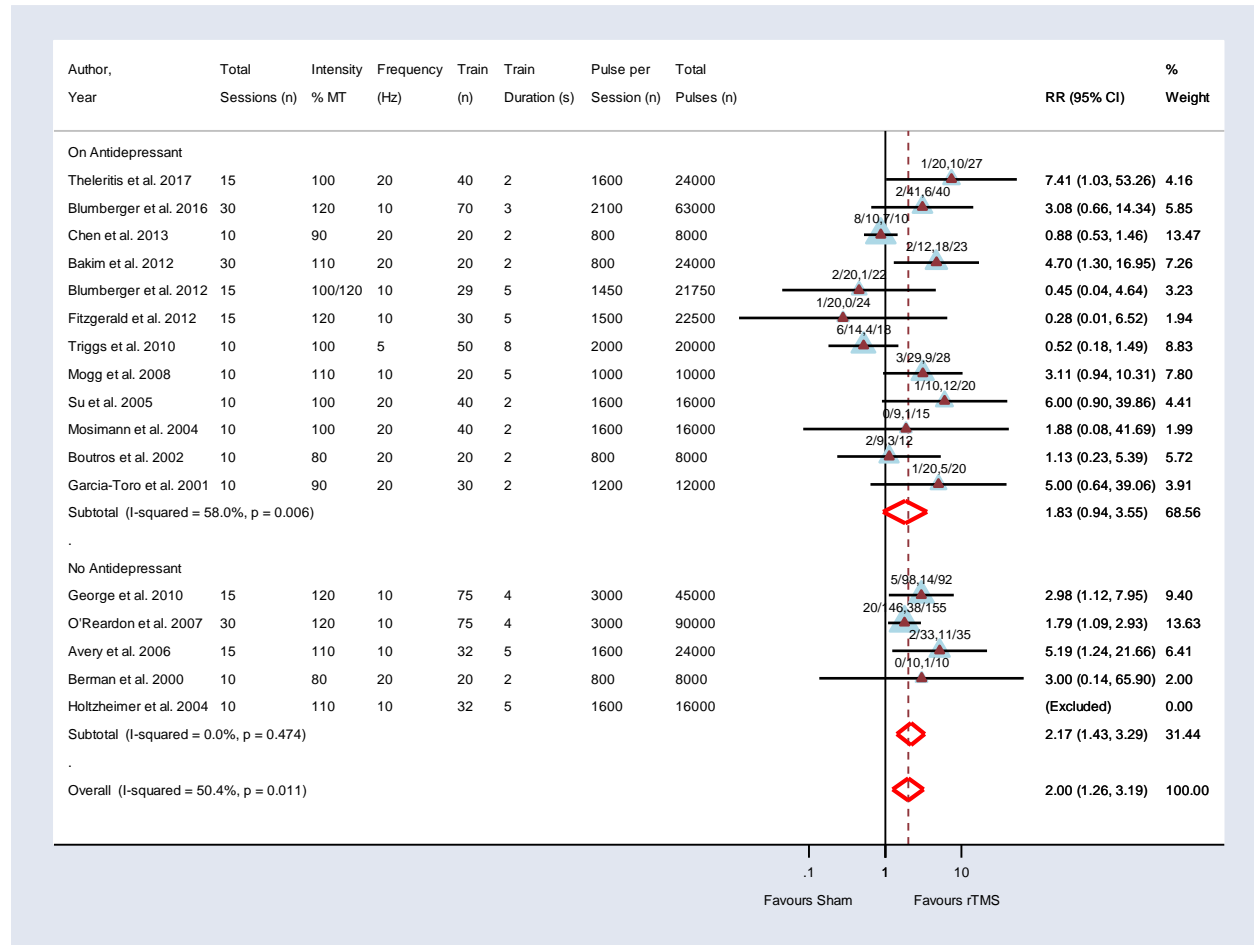 Author, Total Intensity Frequency Train Train Pulse per Total %
Year Sessions (n) % MT (Hz) (n) Duration (s) Session (n) Pulses (n) RR (95% CI) Weight
On Antidepressant
1/20,10/27
Theleritis et al. 2017 15 100 20 40 2 1600 24000 7.41 (1.03, 53.26) 4.16
2/41,6/40
Blumberger et al. 2016 30 120 10 70 3 2100 63000 3.08 (0.66, 14.34) 5.85
8/10,7/10
Chen et al. 2013 10 90 20 20 2 800 8000 0.88 (0.53, 1.46) 13.47
2/12,18/23
Bakim et al. 2012 30 110 20 20 2 800 24000 4.70 (1.30, 16.95) 7.26
2/20,1/22
Blumberger et al. 2012 15 100/120 10 29 5 1450 21750 0.45 (0.04, 4.64) 3.23
1/20,0/24
Fitzgerald et al. 2012 15 120 10 30 5 1500 22500 0.28 (0.01, 6.52) 1.94
6/14,4/18
Triggs et al. 2010 10 100 5 50 8 2000 20000 0.52 (0.18, 1.49) 8.83
3/29,9/28
Mogg et al. 2008 10 110 10 20 5 1000 10000 3.11 (0.94, 10.31) 7.80
1/10,12/20
Su et al. 2005 10 100 20 40 2 1600 16000 6.00 (0.90, 39.86) 4.41
0/9,1/15
Mosimann et al. 2004 10 100 20 40 2 1600 16000 1.88 (0.08, 41.69) 1.99
2/9,3/12
Boutros et al. 2002 10 80 20 20 2 800 8000 1.13 (0.23, 5.39) 5.72
1/20,5/20
Garcia-Toro et al. 2001 10 90 20 30 2 1200 12000 5.00 (0.64, 39.06) 3.91
Subtotal (I-squared = 58.0%, p = 0.006) 1.83 (0.94, 3.55) 68.56
.
No Antidepressant
5/98,14/92
George et al. 2010 15 120 10 75 4 3000 45000 2.98 (1.12, 7.95) 9.40
20/146,38/155
O'Reardon et al. 2007 30 120 10 75 4 3000 90000 1.79 (1.09, 2.93) 13.63
2/33,11/35
Avery et al. 2006 15 110 10 32 5 1600 24000 5.19 (1.24, 21.66) 6.41
0/10,1/10
Berman et al. 2000 10 80 20 20 2 800 8000 3.00 (0.14, 65.90) 2.00
Holtzheimer et al. 2004 10 110 10 32 5 1600 16000 (Excluded) 0.00
Subtotal (I-squared = 0.0%, p = 0.474) 2.17 (1.43, 3.29) 31.44
.
Overall (I-squared = 50.4%, p = 0.011) 2.00 (1.26, 3.19) 100.00
.1 1 10
Favours Sham Favours rTMS